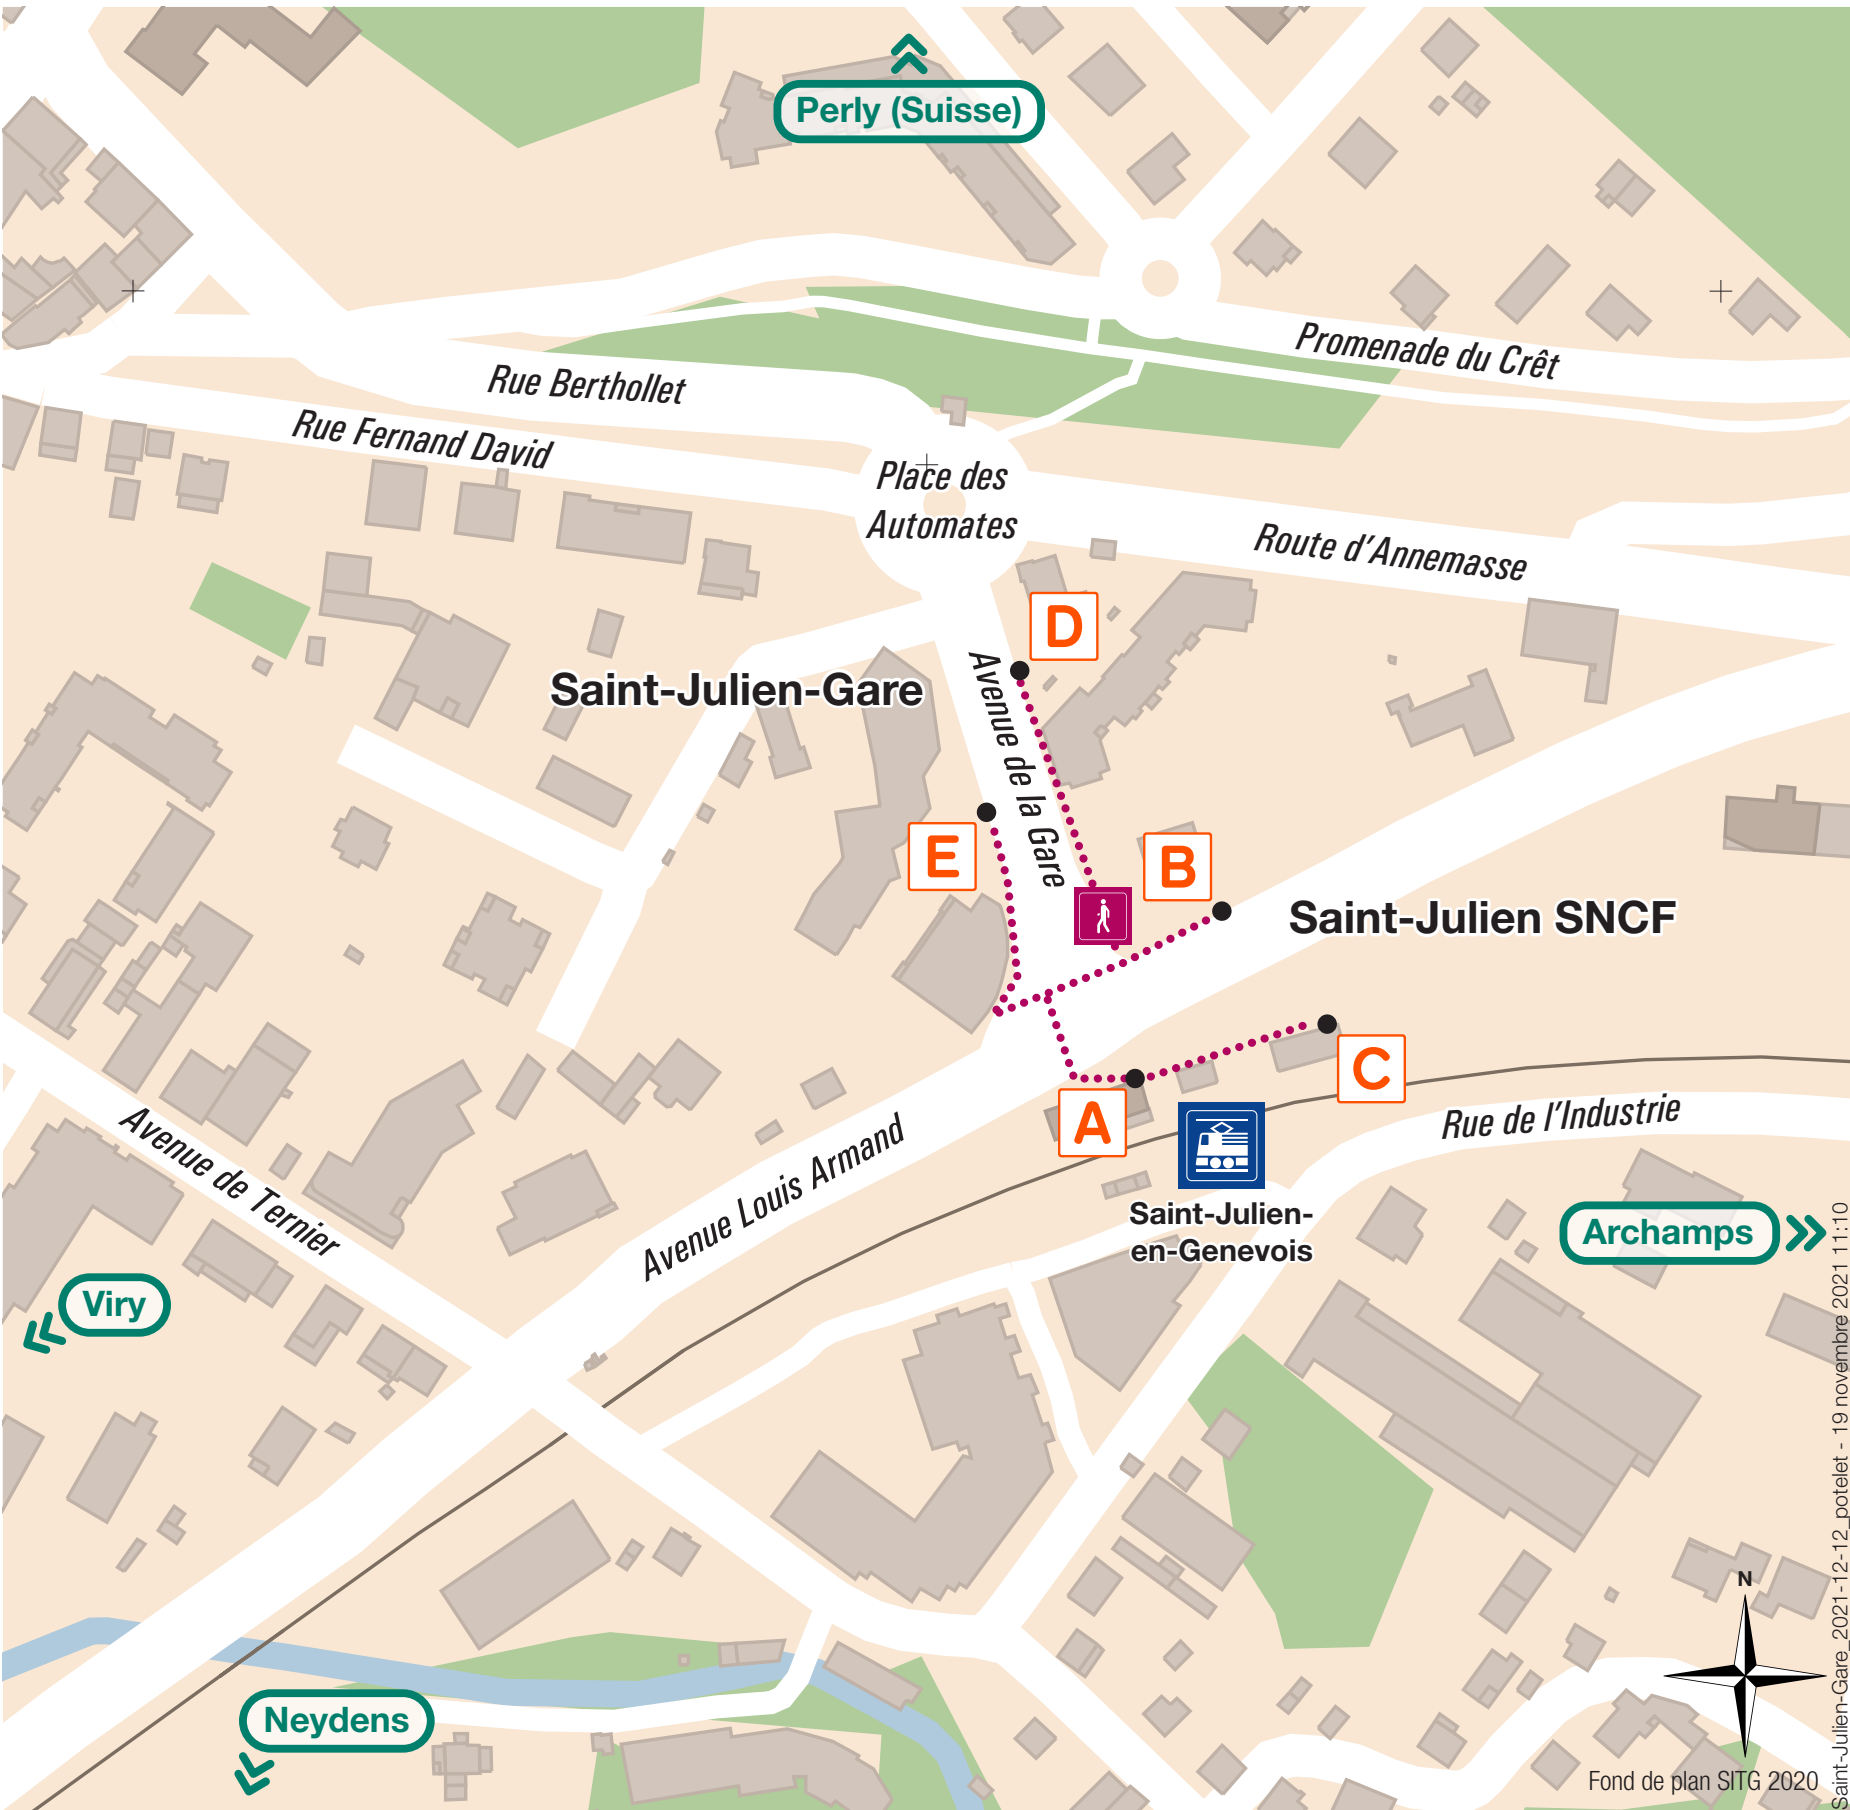 Perly (Suisse)
Promenade du Crêt
Rue Berthollet
Rue Fernand David
Place des
Automates
Route d'Annemasse
D
Saint-Julien-Gare
Avenue de la Gare
E
B
Saint-Julien SNCF
C
A
Rue de l'Industrie
Avenue de Ternier
Avenue Louis Armand
Saint-Julien-
en-Genevois
Archamps
Viry
Neydens
N
Fond de plan SITG 2020
Saint-Julien-Gare_2021-12-12_potelet - 19 novembre 2021 11:10